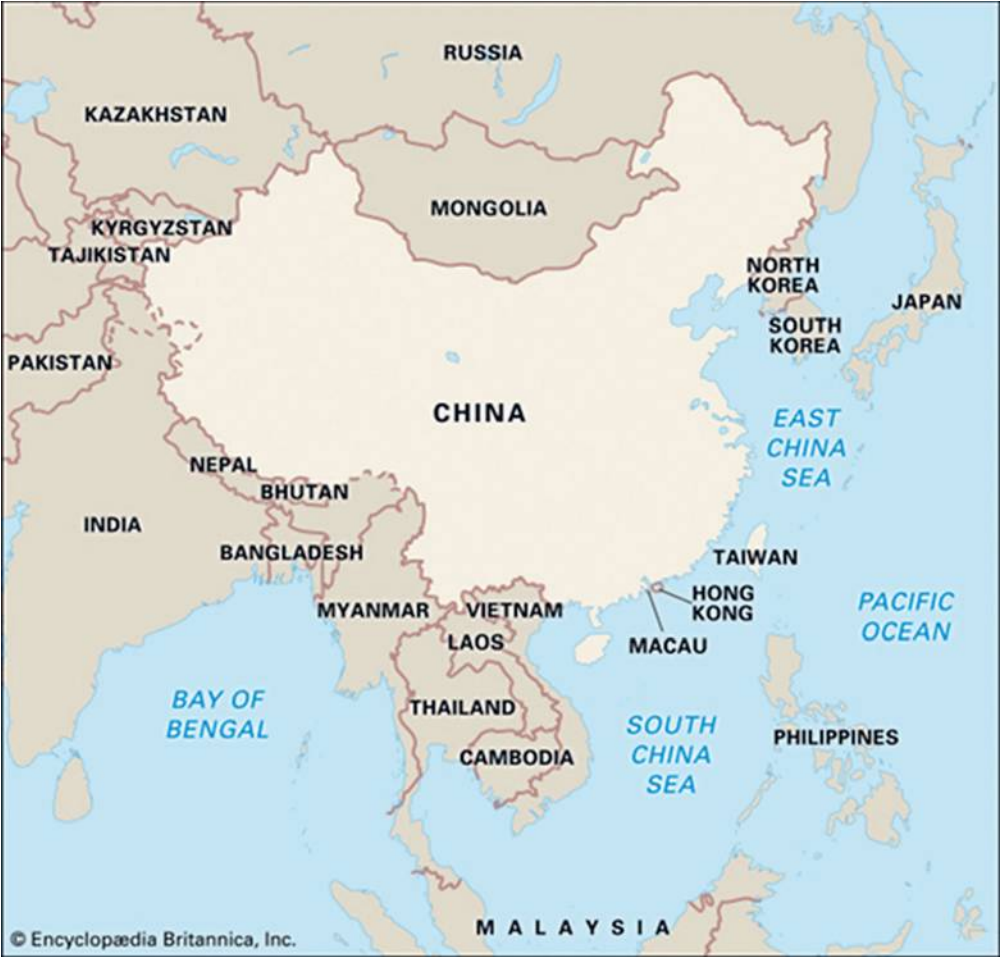 RUSSIA
KAZAKHSTAN
MONGOLIA
KYRGYZSTAN
TAJIKISTAN
NORTH
KOREA
JAPAN
SOUTH
KOREA
PAKISTAN
CHINA
EAST
CHINA
SEA
NEPAL
BHUTAN
INDIA
BANGLADESH
TAIWAN
HONG
KONG
MYANMAR
VIETNAM
PACIFIC
OCEAN
LAOS
MACAU
BAY OF
BENGAL
THAILAND
SOUTH
CHINA
SEA
PHILIPPINES
CAMBODIA
MALAYSIA
© Encyclopædia Britannica, Inc.